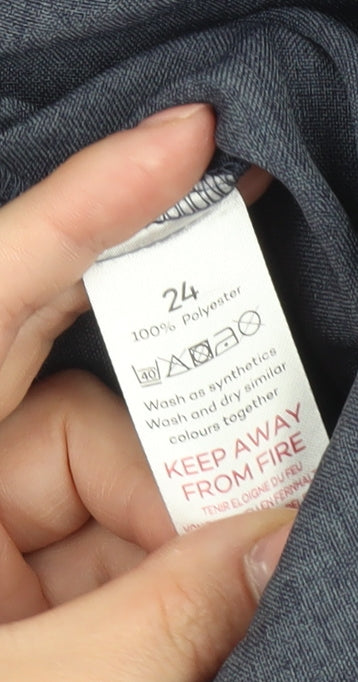 24
100% Polyester
40
Wash as synthetics
Wash and dry similar
colours together
KEEP AWAY
FROM FIRE
TENIR ELOIGNE DU FEU